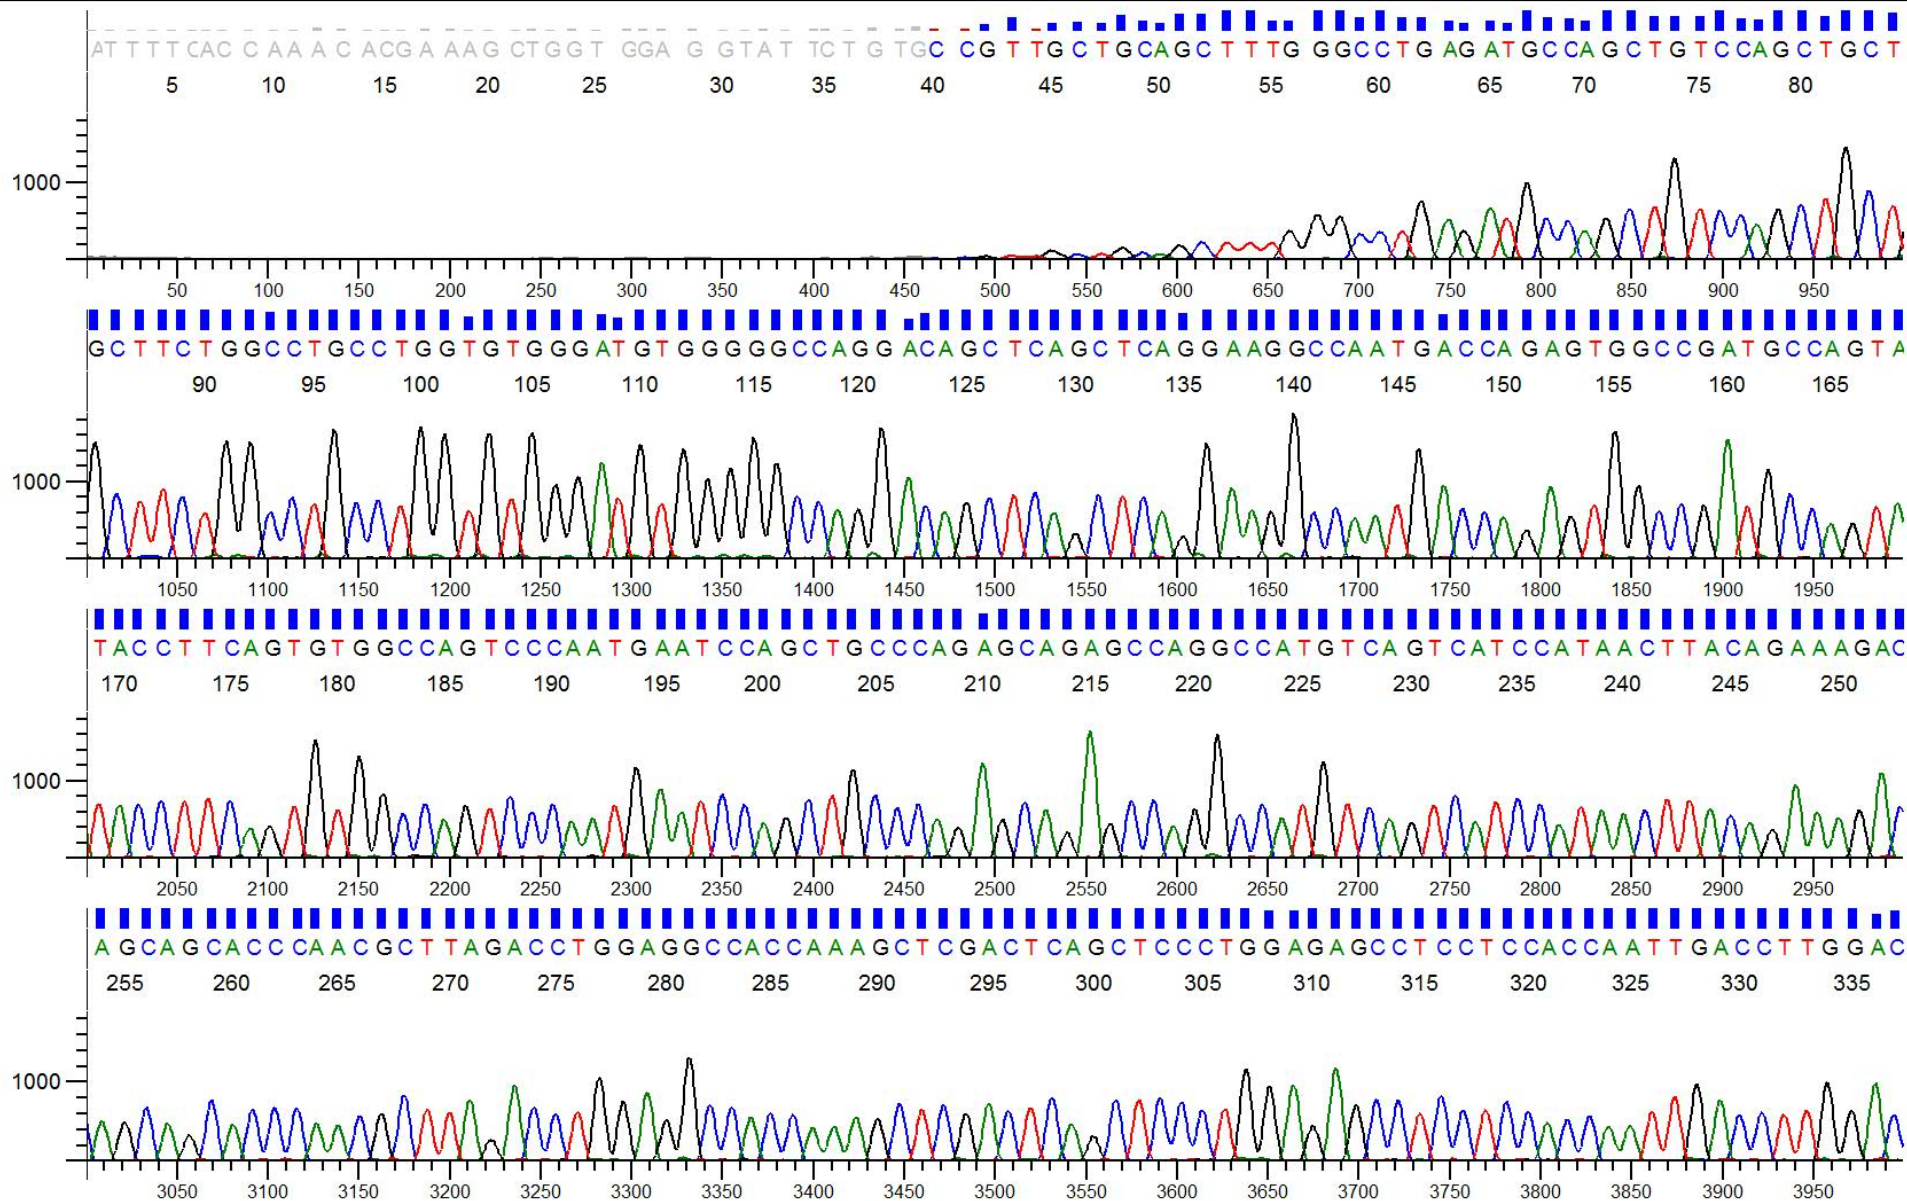 ATTTTCACCAAACACGAAAGCTGGTGGAGGTATTCTGTGCCGTTGCTGCAGCTTTGGGCCTGAGATGCCAGCTGTCCAGCTGCT
5 10 15 20 25 30 35 40 45 50 55 60 65 70 75 80
1000
50 100 150 200 250 300 350 400 450 500 550 600 650 700 750 800 850 900 950
GCTTCTGGCCTGCCTGGTGTGGGATGTGGGGGCCAGGACAGCTCAGCTCAGGAAGGCCAATGACCAGAGTGGCCGATGCCAGTA
90 95 100 105 110 115 120 125 130 135 140 145 150 155 160 165
1000
1050 1100 1150 1200 1250 1300 1350 1400 1450 1500 1550 1600 1650 1700 1750 1800 1850 1900 1950
TACCTTCAGTGTGGCCAGTCCCAATGAATCCAGCTGCCCAGAGCAGAGCCAGGCCATGTCAGTCATCCATAACTTACAGAAAGAC
170 175 180 185 190 195 200 205 210 215 220 225 230 235 240 245 250
1000
2050 2100 2150 2200 2250 2300 2350 2400 2450 2500 2550 2600 2650 2700 2750 2800 2850 2900 2950
AGCAGCACCCAACGCTTAGACCTGGAGGCCACCAAAGCTCGACTCAGCTCCCTGGAGAGCCTCCTCCACCAATTGACCTTGGAC
255 260 265 270 275 280 285 290 295 300 305 310 315 320 325 330 335
1000
3050 3100 3150 3200 3250 3300 3350 3400 3450 3500 3550 3600 3650 3700 3750 3800 3850 3900 3950